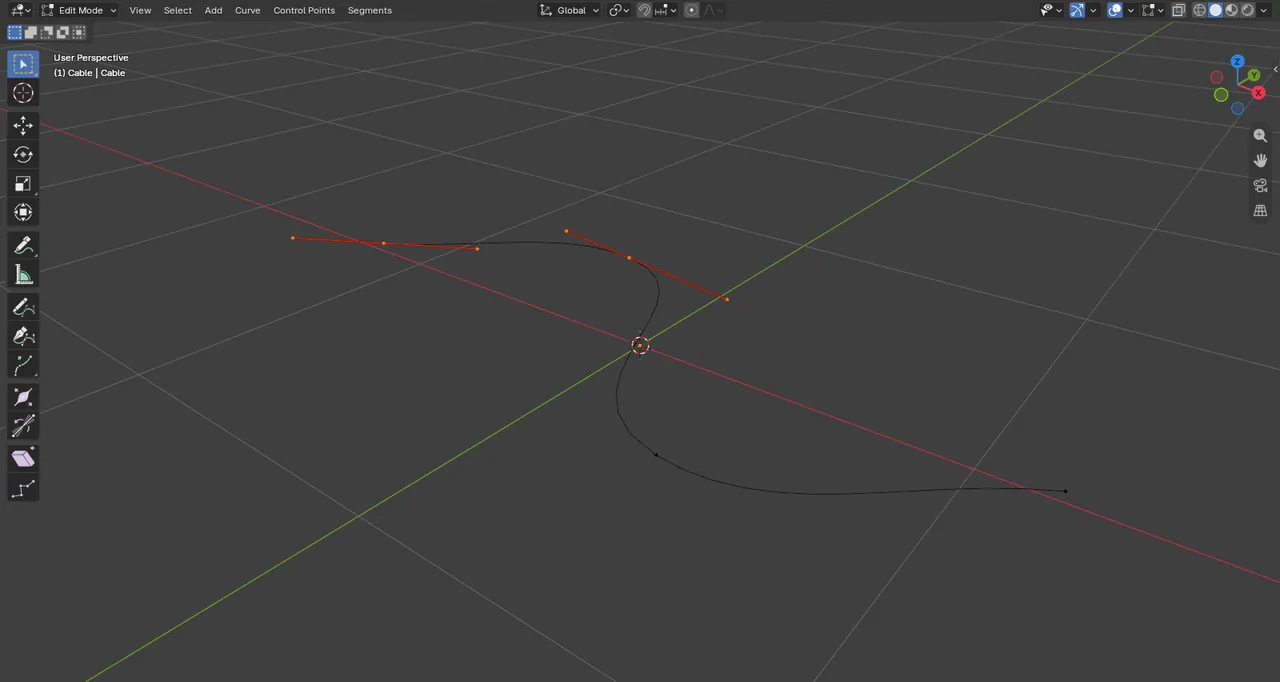 Edit Mode View Select Add Curve Control Points Segments Global
User Perspective
(1) Cable | Cable
Z
Y
X